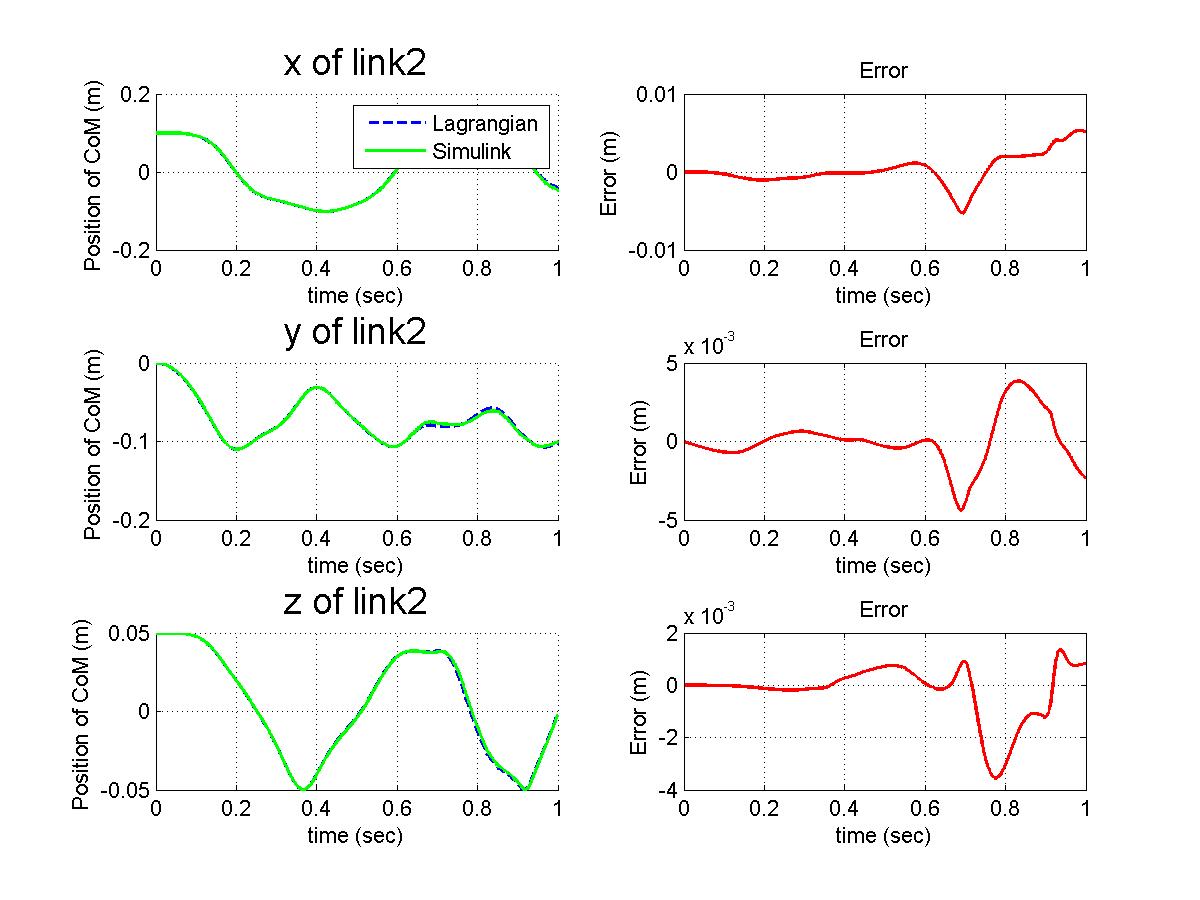 x of link2
Position of CoM (m)
0.2
0
-0.2
0 0.2 0.4 0.6 0.8 1
time (sec)
Lagrangian
Simulink
Error
Error (m)
0.01
0
-0.01
0 0.2 0.4 0.6 0.8 1
time (sec)
y of link2
Position of CoM (m)
0
-0.1
-0.2
0 0.2 0.4 0.6 0.8 1
time (sec)
Error
x 10-3
Error (m)
5
0
-5
0 0.2 0.4 0.6 0.8 1
time (sec)
z of link2
Position of CoM (m)
0.05
0
-0.05
0 0.2 0.4 0.6 0.8 1
time (sec)
Error
x 10-3
Error (m)
2
0
-2
-4
0 0.2 0.4 0.6 0.8 1
time (sec)